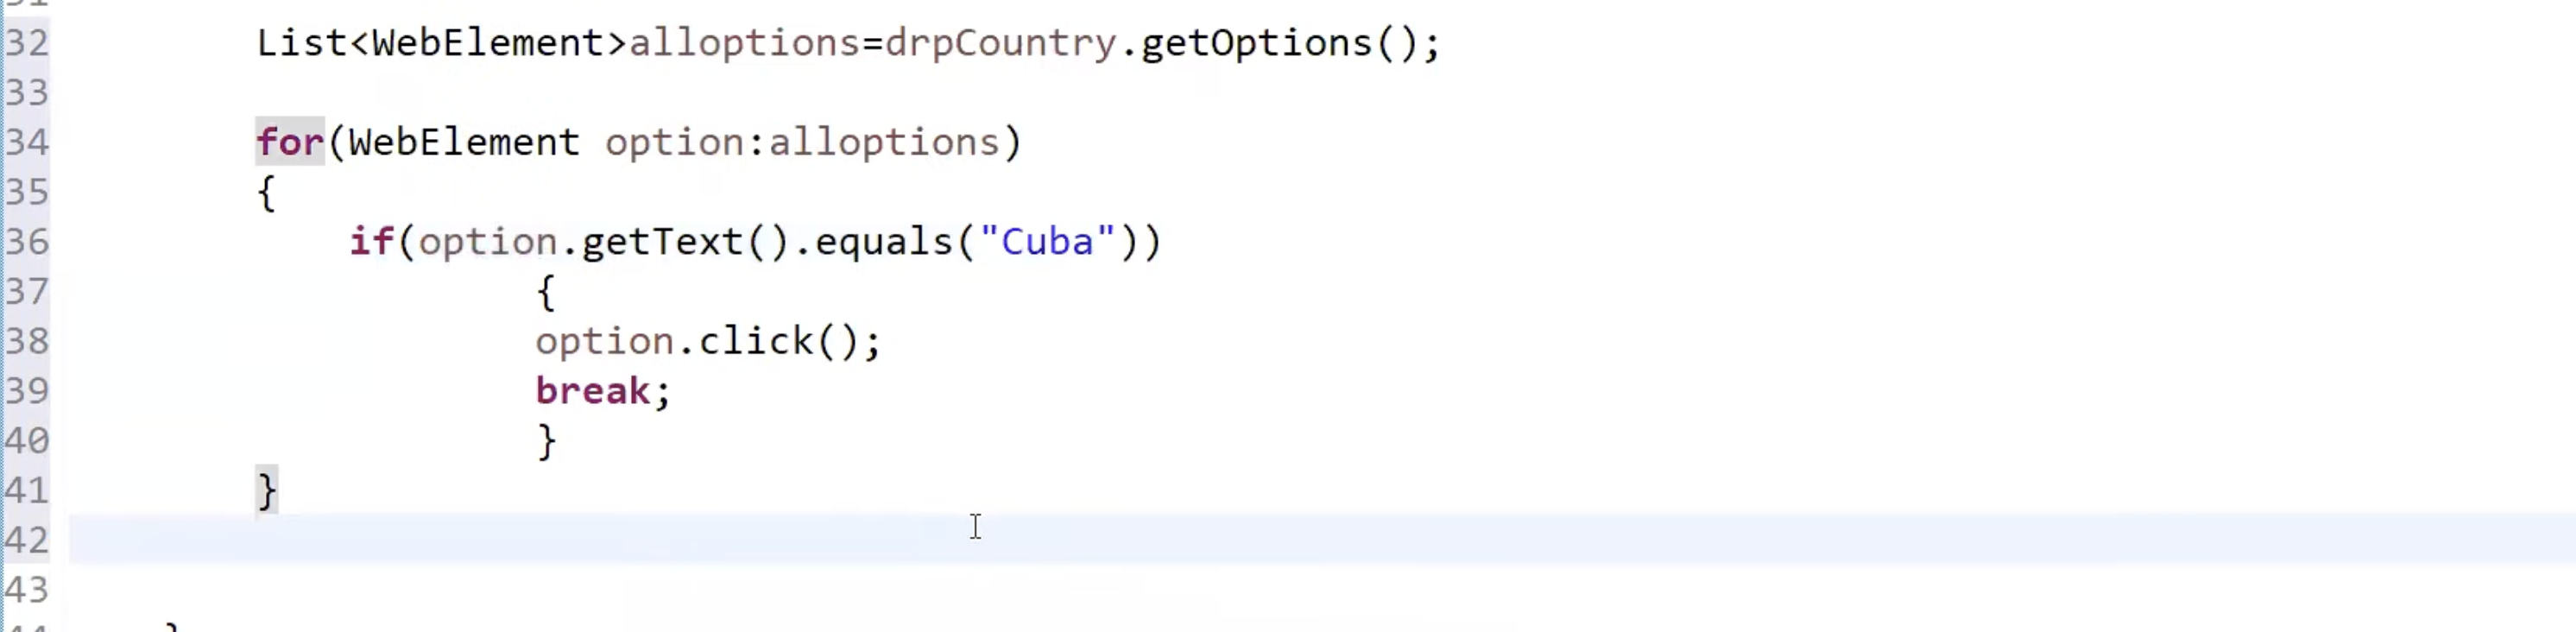 32 List<WebElement>alloptions=drpCountry.getOptions();
33
34 for(WebElement option:alloptions)
35 {
36 if(option.getText().equals("Cuba"))
37 {
38 option.click();
39 break;
40 }
41 }
42
43